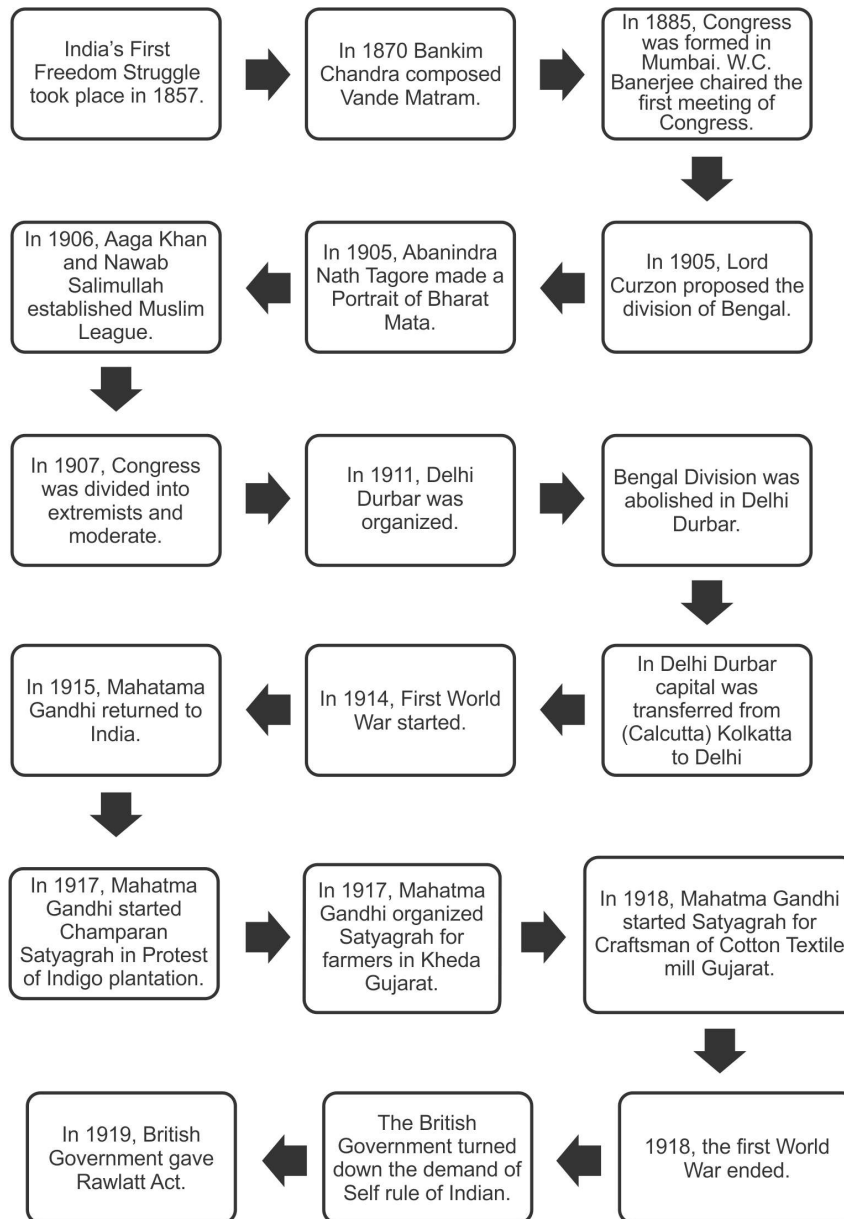 India’s First
Freedom Struggle
took place in 1857.
In 1870 Bankim
Chandra composed
Vande Matram.
In 1885, Congress
was formed in
Mumbai. W.C.
Banerjee chaired the
first meeting of
Congress.
In 1905, Lord
Curzon proposed the
division of Bengal.
In 1905, Abanindra
Nath Tagore made a
Portrait of Bharat
Mata.
In 1906, Aaga Khan
and Nawab
Salimullah
established Muslim
League.
In 1907, Congress
was divided into
extremists and
moderate.
In 1911, Delhi
Durbar was
organized.
Bengal Division was
abolished in Delhi
Durbar.
In Delhi Durbar
capital was
transferred from
(Calcutta) Kolkatta
to Delhi
In 1914, First World
War started.
In 1915, Mahatama
Gandhi returned to
India.
In 1917, Mahatma
Gandhi started
Champaran
Satyagrah in Protest
of Indigo plantation.
In 1917, Mahatma
Gandhi organized
Satyagrah for
farmers in Kheda
Gujarat.
In 1918, Mahatma Gandhi
started Satyagrah for
Craftsman of Cotton Textile
mill Gujarat.
1918, the first World
War ended.
The British
Government turned
down the demand of
Self rule of Indian.
In 1919, British
Government gave
Rawlatt Act.